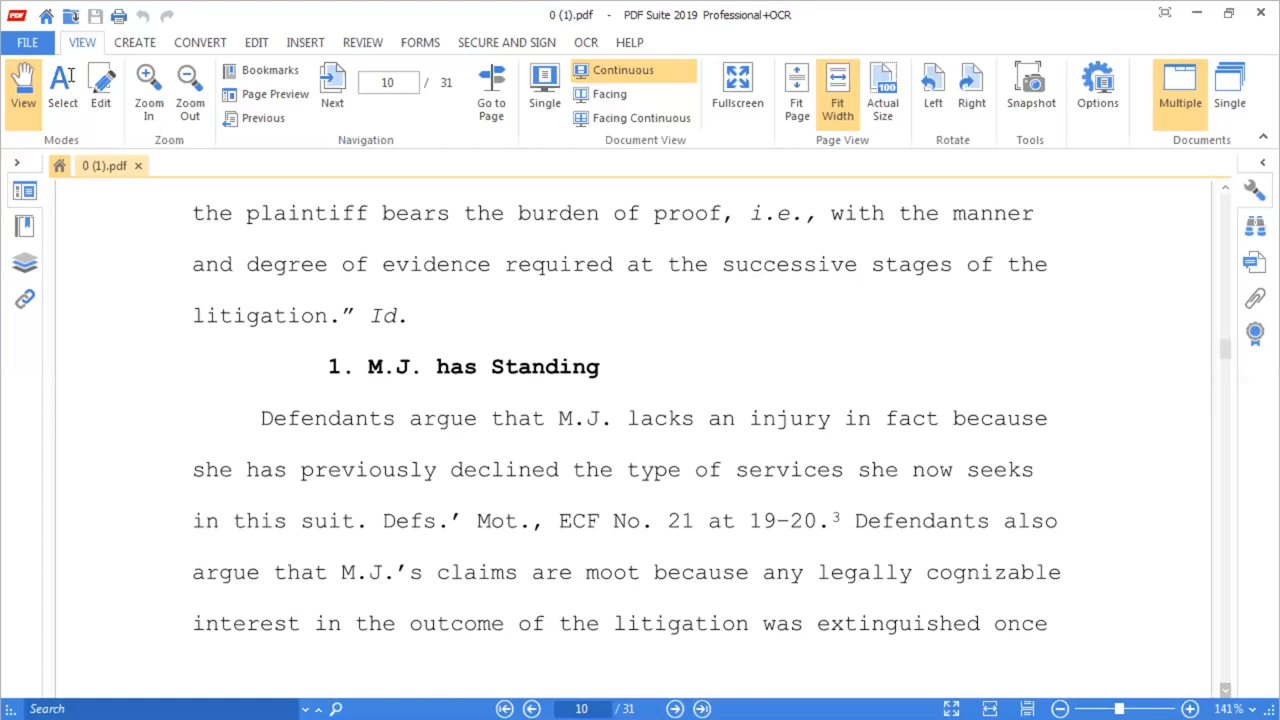 PDF
0 (1).pdf - PDF Suite 2019 Professional+OCR
FILE VIEW CREATE CONVERT EDIT INSERT REVIEW FORMS SECURE AND SIGN OCR HELP
View
Select
Edit
Modes
Zoom In
Zoom Out
Zoom
Bookmarks
Page Preview
Previous
Next
10 / 31
Go to Page
Navigation
Single
Continuous
Facing
Facing Continuous
Document View
Fullscreen
Fit Page
Fit Width
100
Actual Size
Page View
Left
Right
Rotate
Snapshot
Tools
Options
Multiple
Single
Documents
0 (1).pdf
the plaintiff bears the burden of proof, i.e., with the manner
and degree of evidence required at the successive stages of the
litigation.” Id.
1. M.J. has Standing
Defendants argue that M.J. lacks an injury in fact because
she has previously declined the type of services she now seeks
in this suit. Defs.’ Mot., ECF No. 21 at 19–20.³ Defendants also
argue that M.J.’s claims are moot because any legally cognizable
interest in the outcome of the litigation was extinguished once
Search
10 / 31
141%